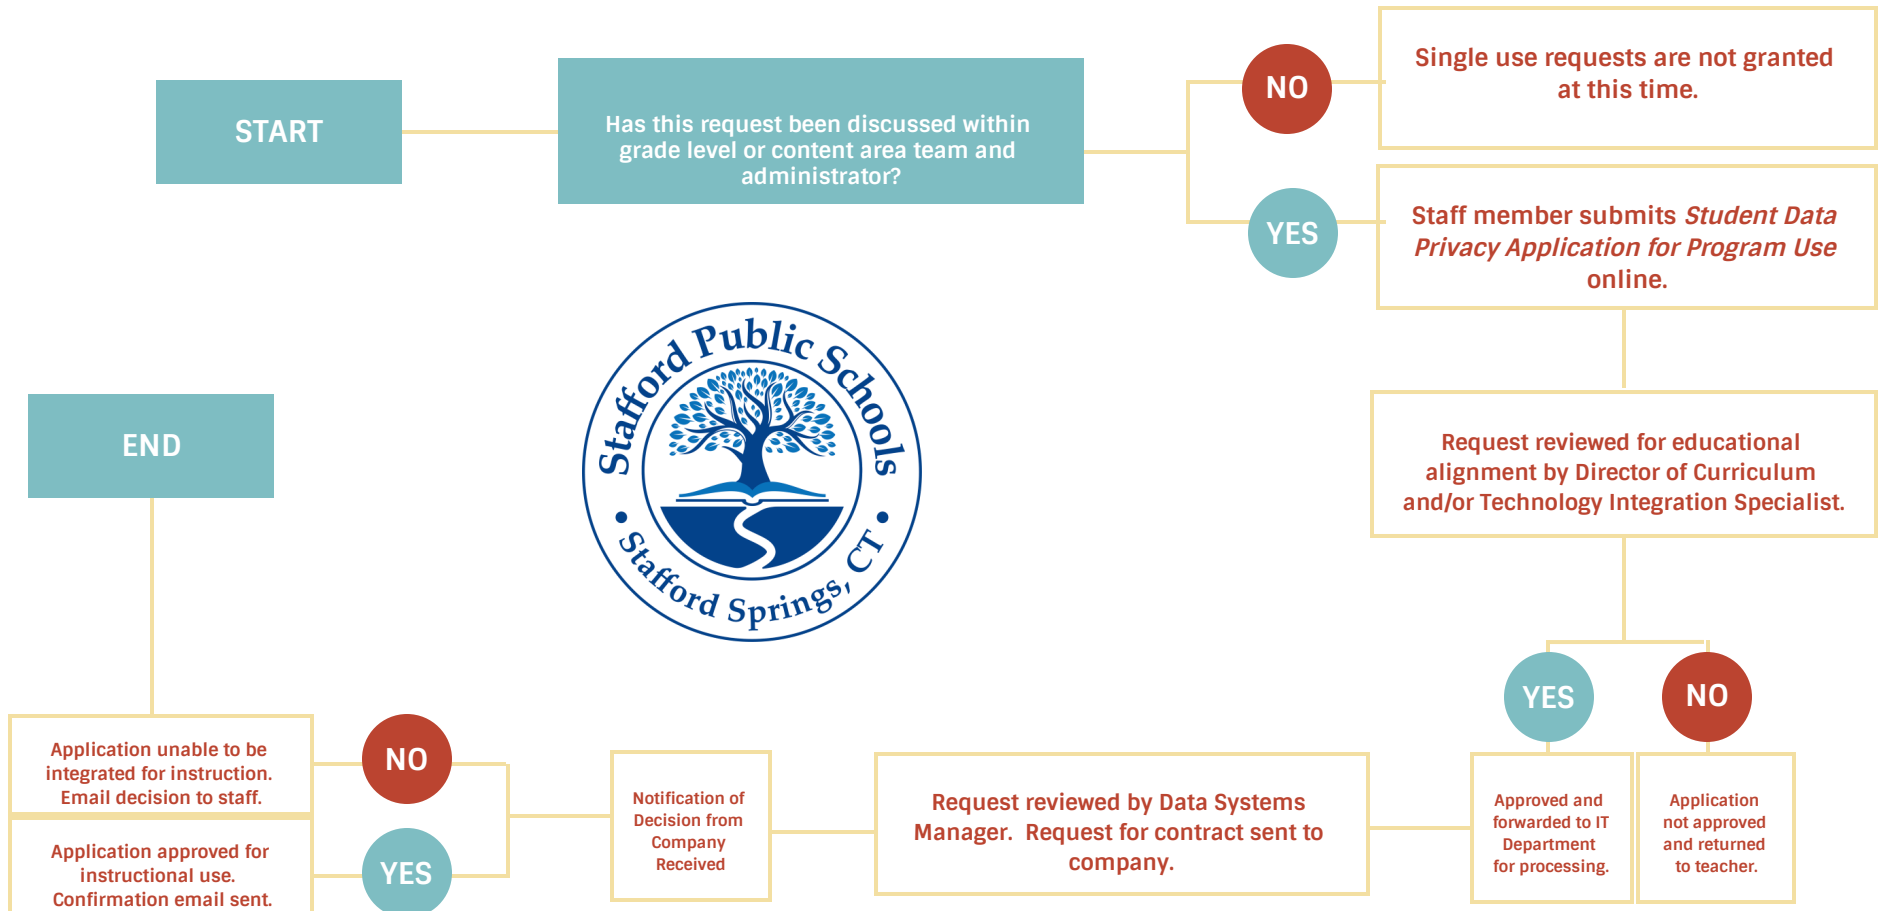 START
Has this request been discussed within
grade level or content area team and
administrator?
NO
Single use requests are not granted
at this time.
YES
Staff member submits Student Data
Privacy Application for Program Use
online.
Stafford Public Schools
• Stafford Springs, CT •
Request reviewed for educational
alignment by Director of Curriculum
and/or Technology Integration Specialist.
YES
NO
Approved and
forwarded to IT
Department
for processing.
Application
not approved
and returned
to teacher.
Request reviewed by Data Systems
Manager.  Request for contract sent to
company.
Notification of
Decision from
Company
Received
NO
YES
Application unable to be
integrated for instruction.
Email decision to staff.
Application approved for
instructional use.
Confirmation email sent.
END